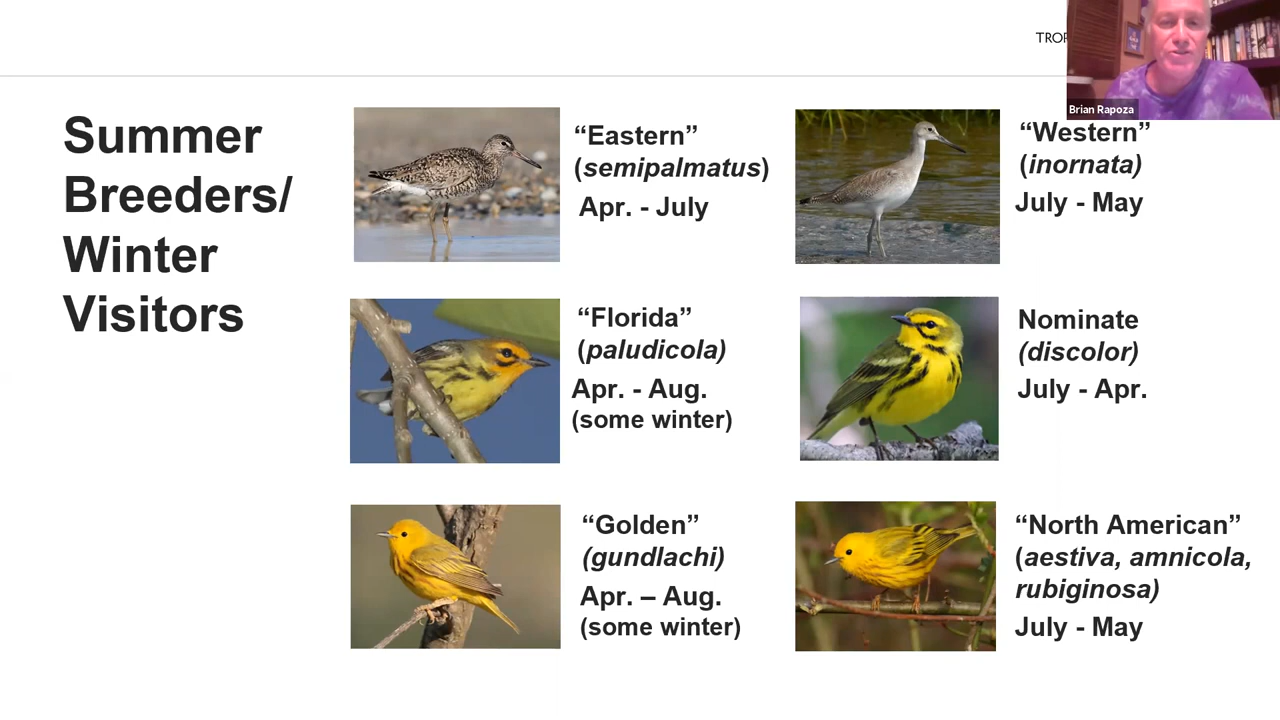 TROP
Brian Rapoza
Summer
Breeders/
Winter
Visitors
“Eastern”
(semipalmatus)
Apr. - July
“Western”
(inornata)
July - May
“Florida”
(paludicola)
Apr. - Aug.
(some winter)
Nominate
(discolor)
July - Apr.
“Golden”
(gundlachi)
Apr. – Aug.
(some winter)
“North American”
(aestiva, amnicola,
rubiginosa)
July - May